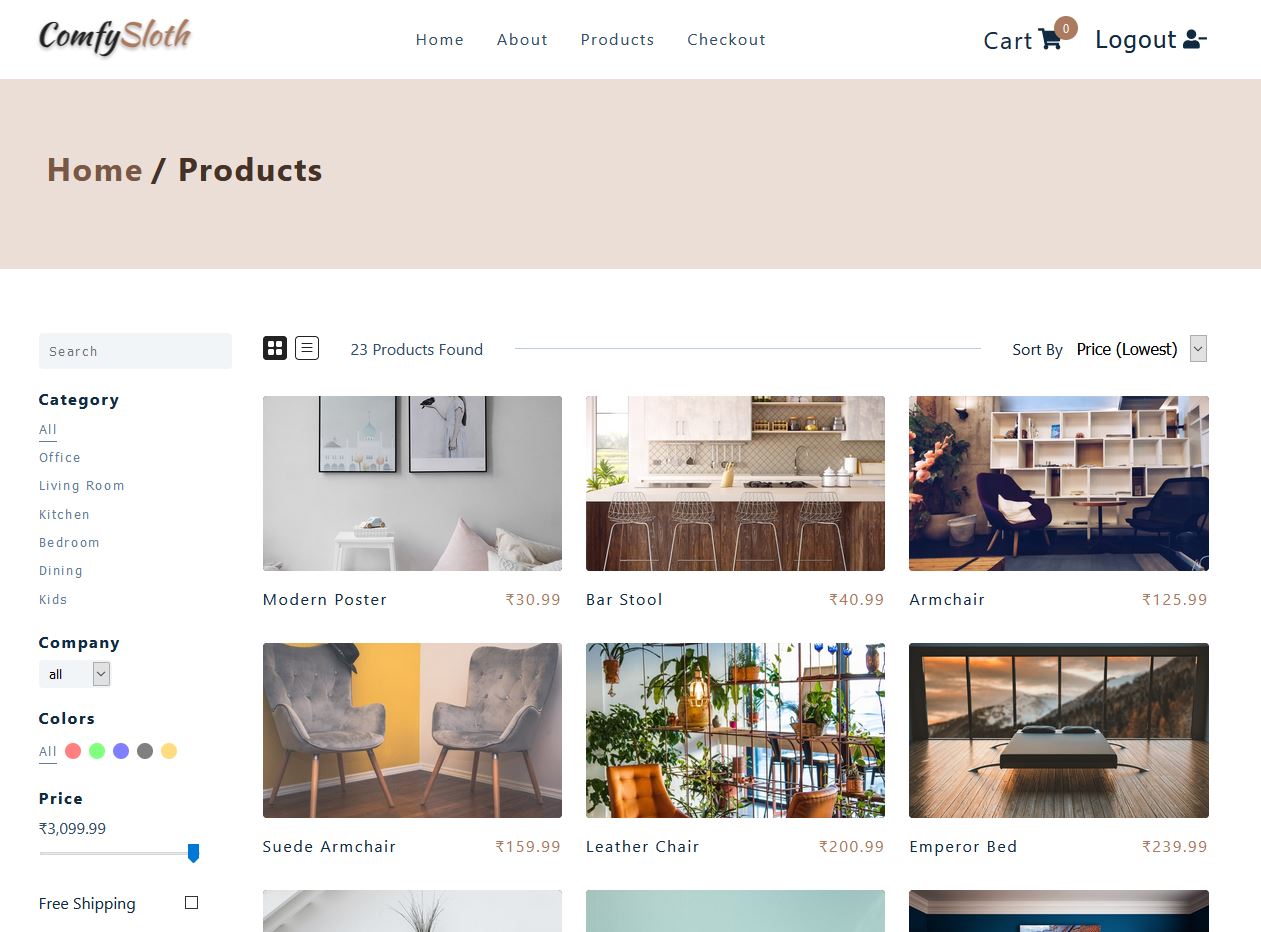 ComfySloth
Home About Products Checkout
Cart 0 Logout
Home / Products
Search
Category
All
Office
Living Room
Kitchen
Bedroom
Dining
Kids
Company
all
Colors
All
Price
₹3,099.99
Free Shipping
23 Products Found
Sort By Price (Lowest)
Modern Poster ₹30.99
Bar Stool ₹40.99
Armchair ₹125.99
Suede Armchair ₹159.99
Leather Chair ₹200.99
Emperor Bed ₹239.99